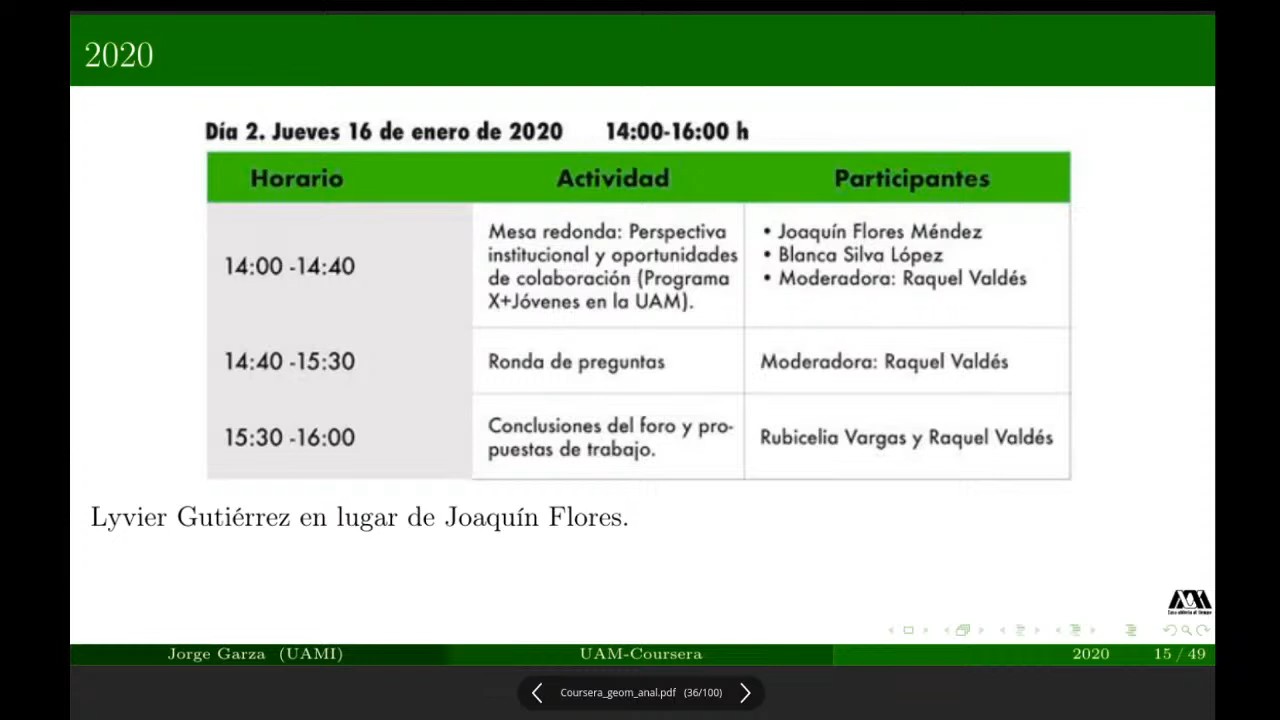 2020
Día 2. Jueves 16 de enero de 2020 14:00-16:00 h
Horario Actividad Participantes
14:00 -14:40
Mesa redonda: Perspectiva
institucional y oportunidades
de colaboración (Programa
X+Jóvenes en la UAM).
• Joaquín Flores Méndez
• Blanca Silva López
• Moderadora: Raquel Valdés
14:40 -15:30
Ronda de preguntas
Moderadora: Raquel Valdés
15:30 -16:00
Conclusiones del foro y pro-
puestas de trabajo.
Rubicelia Vargas y Raquel Valdés
Lyvier Gutiérrez en lugar de Joaquín Flores.
Casa abierta al tiempo
Jorge Garza (UAMI) UAM-Coursera 2020 15 / 49
Coursera_geom_anal.pdf (36/100)